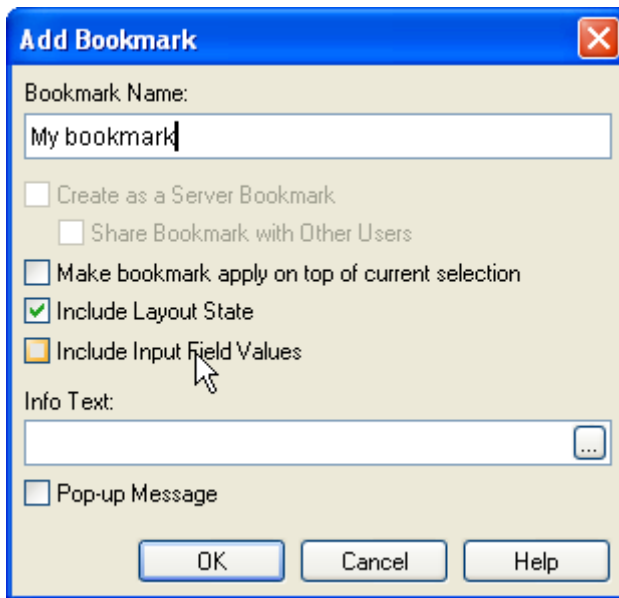 Add Bookmark
Bookmark Name:
My bookmark
Create as a Server Bookmark
Share Bookmark with Other Users
Make bookmark apply on top of current selection
Include Layout State
Include Input Field Values
Info Text:
...
Pop-up Message
OK Cancel Help